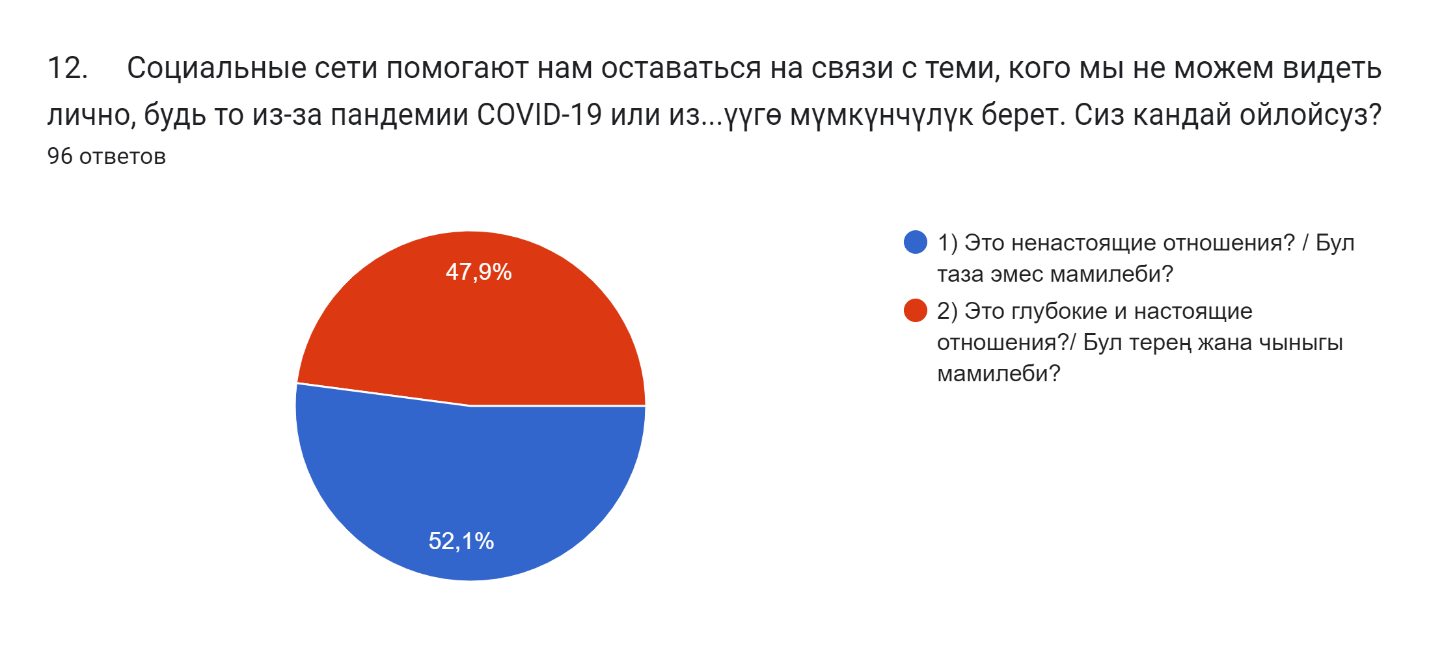 12. Социальные сети помогают нам оставаться на связи с теми, кого мы не можем видеть
лично, будь то из-за пандемии COVID-19 или из...үүгө мүмкүнчүлүк берет. Сиз кандай ойлойсуз?
96 ответов
47,9%
52,1%
1) Это ненастоящие отношения? / Бул
таза эмес мамилеби?
2) Это глубокие и настоящие
отношения?/ Бул терең жана чыныгы
мамилеби?